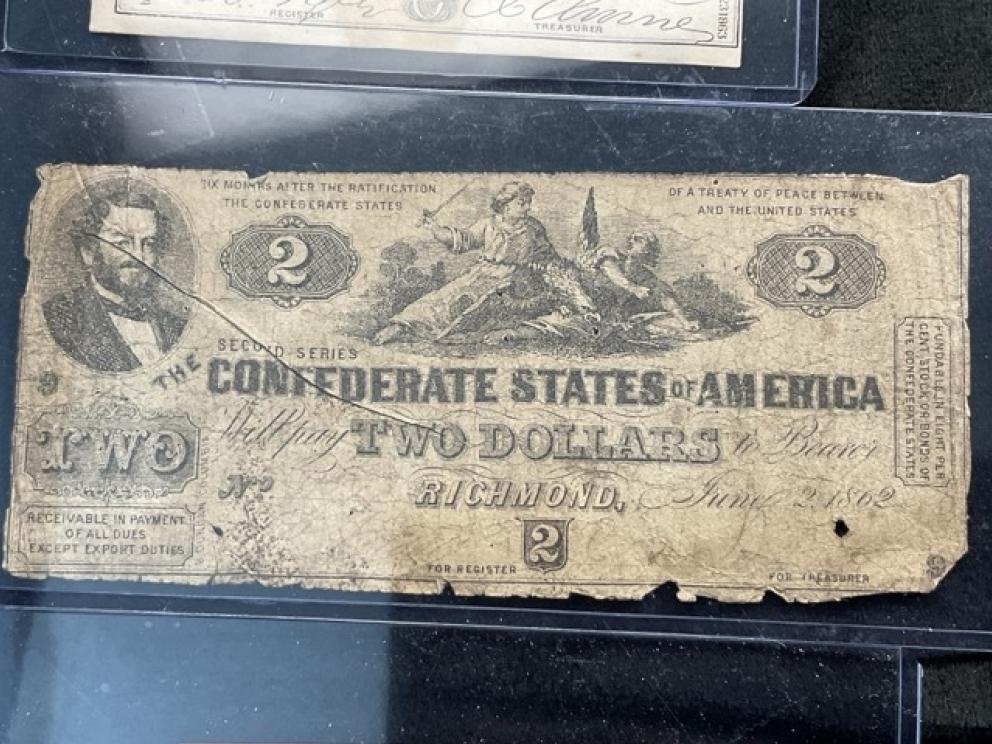 REGISTER
TREASURER
SIX MONTHS AFTER THE RATIFICATION
OF A TREATY OF PEACE BETWEEN
THE CONFEDERATE STATES
AND THE UNITED STATES
2
2
SECOND SERIES
THE CONFEDERATE STATES OF AMERICA
Will pay TWO DOLLARS to Bearer
RICHMOND, June 2, 1862
No
9
TWO
RECEIVABLE IN PAYMENT
OF ALL DUES
EXCEPT EXPORT DUTIES
FUNDABLE IN EIGHT PER
CENT STOCK OR BONDS OF
THE CONFEDERATE STATES
2
FOR REGISTER
FOR TREASURER